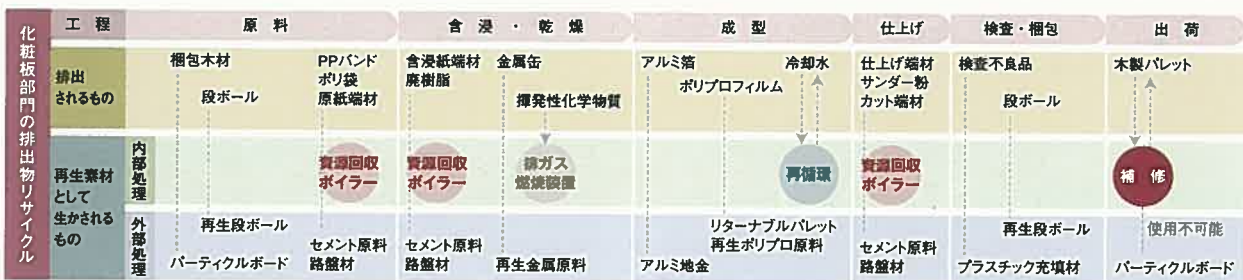 化粧板部門の排出物リサイクル
工程
原料
含浸・乾燥
成型
仕上げ
検査・梱包
出荷
排出
されるもの
梱包木材
段ボール
PPバンド
ポリ袋
原紙端材
含浸紙端材
廃樹脂
金属缶
揮発性化学物質
アルミ箔
ポリプロフィルム
冷却水
仕上げ端材
サンダー粉
カット端材
検査不良品
段ボール
木製パレット
再生素材
として
生かされる
もの
内部処理
資源回収
ボイラー
資源回収
ボイラー
排ガス
燃焼装置
再循環
資源回収
ボイラー
補修
外部処理
再生段ボール
パーティクルボード
セメント原料
路盤材
セメント原料
路盤材
再生金属原料
リターナブルパレット
再生ポリプロ原料
アルミ地金
セメント原料
路盤材
再生段ボール
プラスチック充填材
使用不可能
パーティクルボード